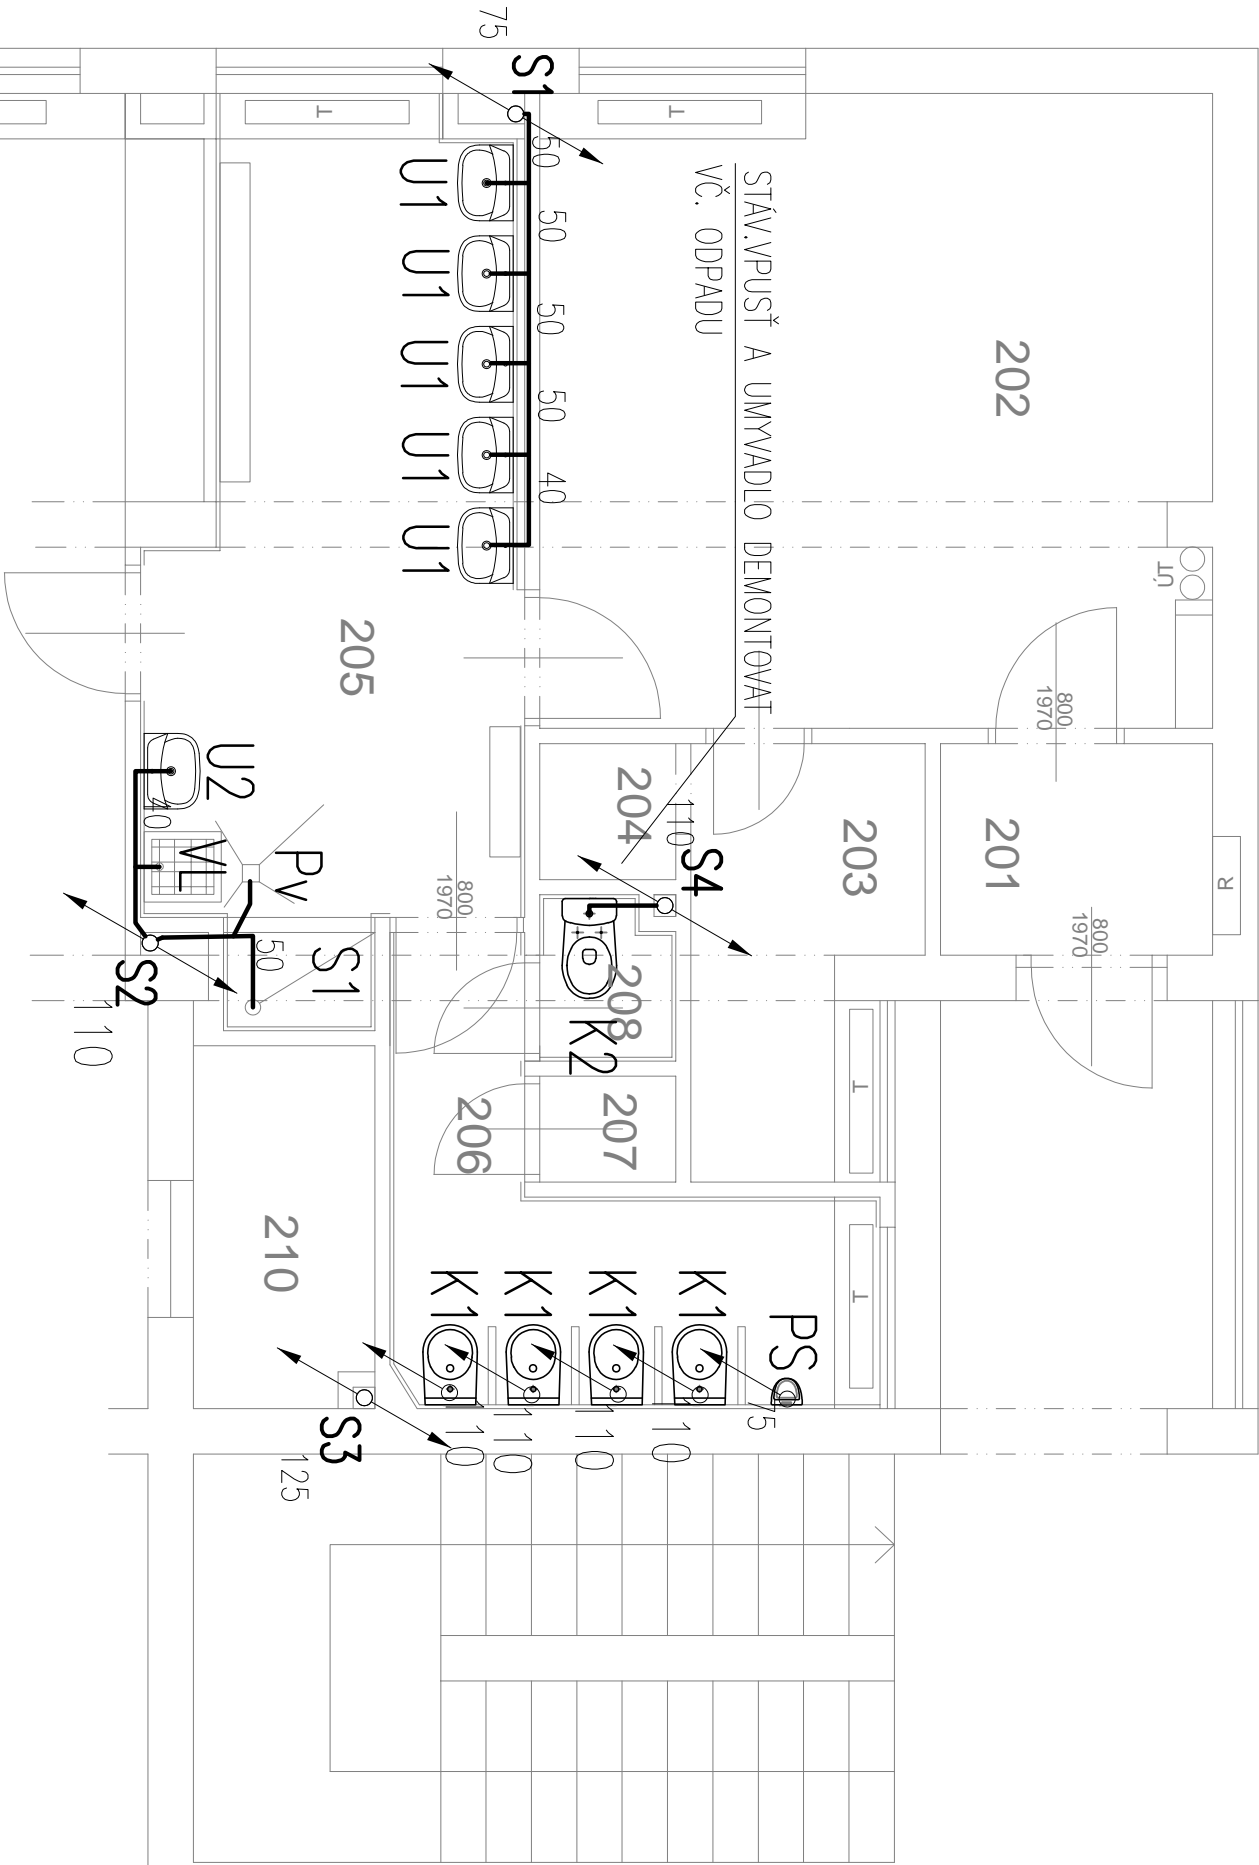 75
S1
T
T
50
50
50
50
40
U1
U1
U1
U1
U1
STÁV.VPUSŤ A UMYVADLO DEMONTOVAT
VČ. ODPADU
202
ÚT
205
800
1970
201
R
800
1970
203
204
110
S4
208
K2
207
206
800
1970
U2
40
VL
Pv
S1
50
S2
110
210
T
T
K1
K1
K1
K1
PS
5
110
110
110
110
S3
125